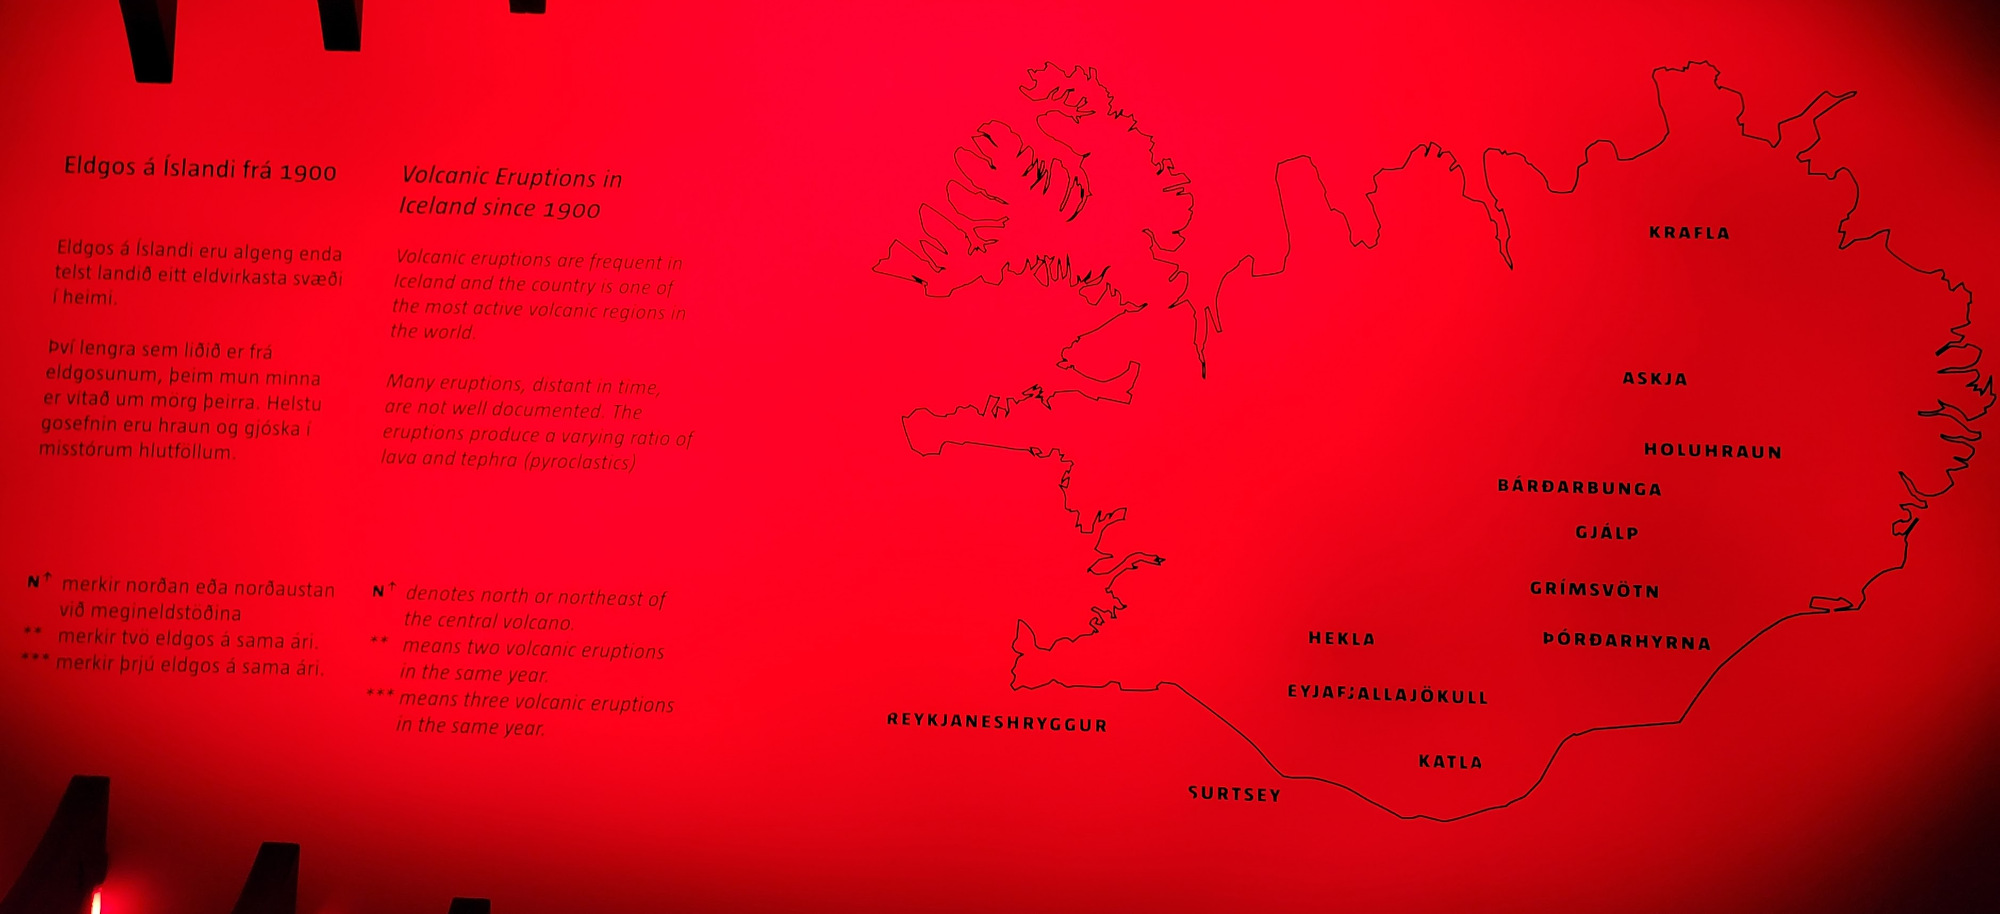 Eldgos á Íslandi frá 1900
Eldgos á Íslandi eru algeng enda
telst landið eitt eldvirkasta svæði
í heimi.
Því lengra sem liðið er frá
eldgosunum, þeim mun minna
er vitað um mörg þeirra. Helstu
gosefnin eru hraun og gjóska í
misstórum hlutföllum.
N↑ merkir norðan eða norðaustan
við megineldstöðina
** merkir tvö eldgos á sama ári.
*** merkir þrjú eldgos á sama ári.
Volcanic Eruptions in
Iceland since 1900
Volcanic eruptions are frequent in
Iceland and the country is one of
the most active volcanic regions in
the world.
Many eruptions, distant in time,
are not well documented. The
eruptions produce a varying ratio of
lava and tephra (pyroclastics)
N↑ denotes north or northeast of
the central volcano.
** means two volcanic eruptions
in the same year.
*** means three volcanic eruptions
in the same year.
KRAFLA
ASKJA
HOLUHRAUN
BÁRÐARBUNGA
GJÁLP
GRÍMSVÖTN
HEKLA
ÞÓRÐARHYRNA
EYJAFJALLAJÖKULL
REYKJANESHRYGGUR
KATLA
SURTSEY